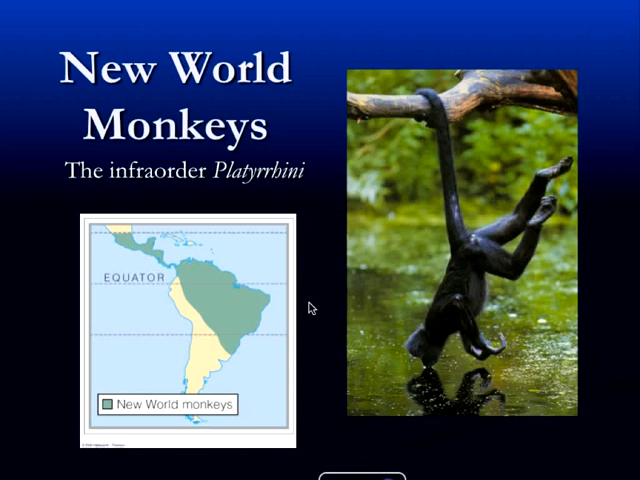 New World
Monkeys
The infraorder Platyrrhini
EQUATOR
New World monkeys